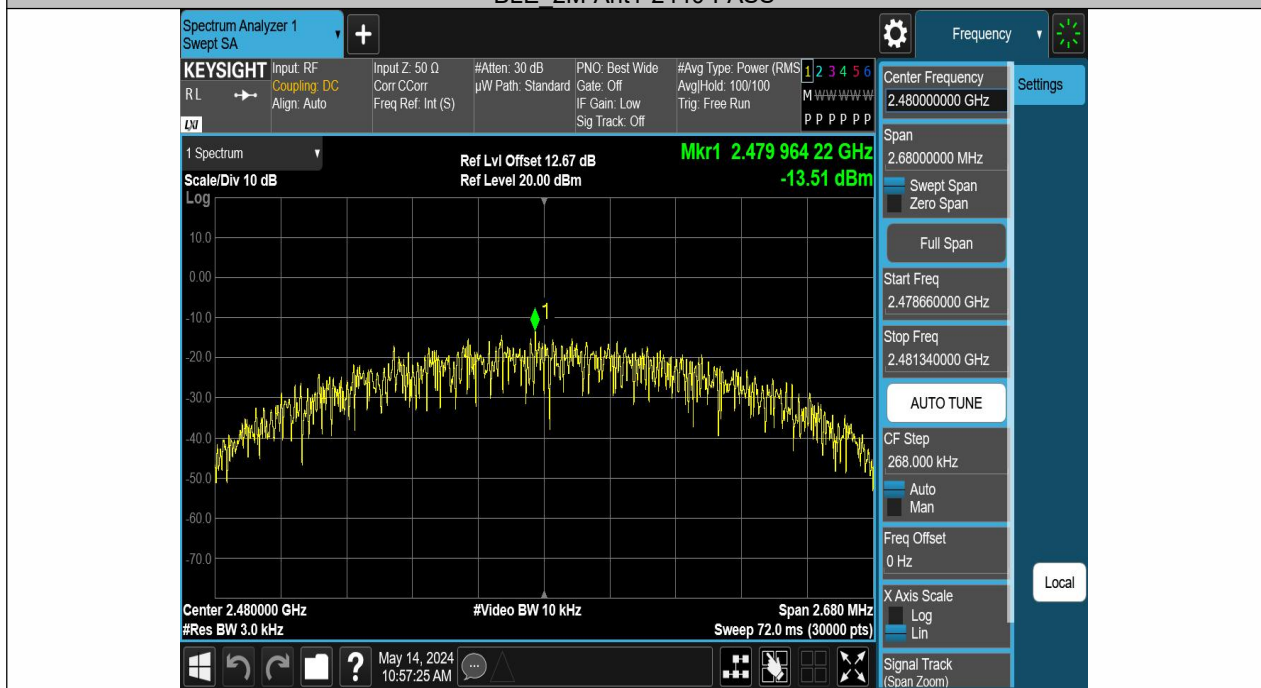 Spectrum Analyzer 1
Swept SA
Frequency
KEYSIGHT
RL
LXI
Input: RF
Coupling: DC
Align: Auto
Input Z: 50 Ω
Corr CCorr
Freq Ref: Int (S)
#Atten: 30 dB
µW Path: Standard
PNO: Best Wide
Gate: Off
IF Gain: Low
Sig Track: Off
#Avg Type: Power (RMS
Avg|Hold: 100/100
Trig: Free Run
1 2 3 4 5 6
M W W W W W
P P P P P P
Center Frequency
2.480000000 GHz
Settings
Span
2.68000000 MHz
Swept Span
Zero Span
Full Span
Start Freq
2.478660000 GHz
Stop Freq
2.481340000 GHz
AUTO TUNE
CF Step
268.000 kHz
Auto
Man
Freq Offset
0 Hz
X Axis Scale
Log
Lin
Signal Track
(Span Zoom)
Local
1 Spectrum
Scale/Div 10 dB
Log
Ref Lvl Offset 12.67 dB
Ref Level 20.00 dBm
Mkr1 2.479 964 22 GHz
-13.51 dBm
10.0
0.00
-10.0
-20.0
-30.0
-40.0
-50.0
-60.0
-70.0
1
Center 2.480000 GHz
#Res BW 3.0 kHz
#Video BW 10 kHz
Span 2.680 MHz
Sweep 72.0 ms (30000 pts)
?
May 14, 2024
10:57:25 AM